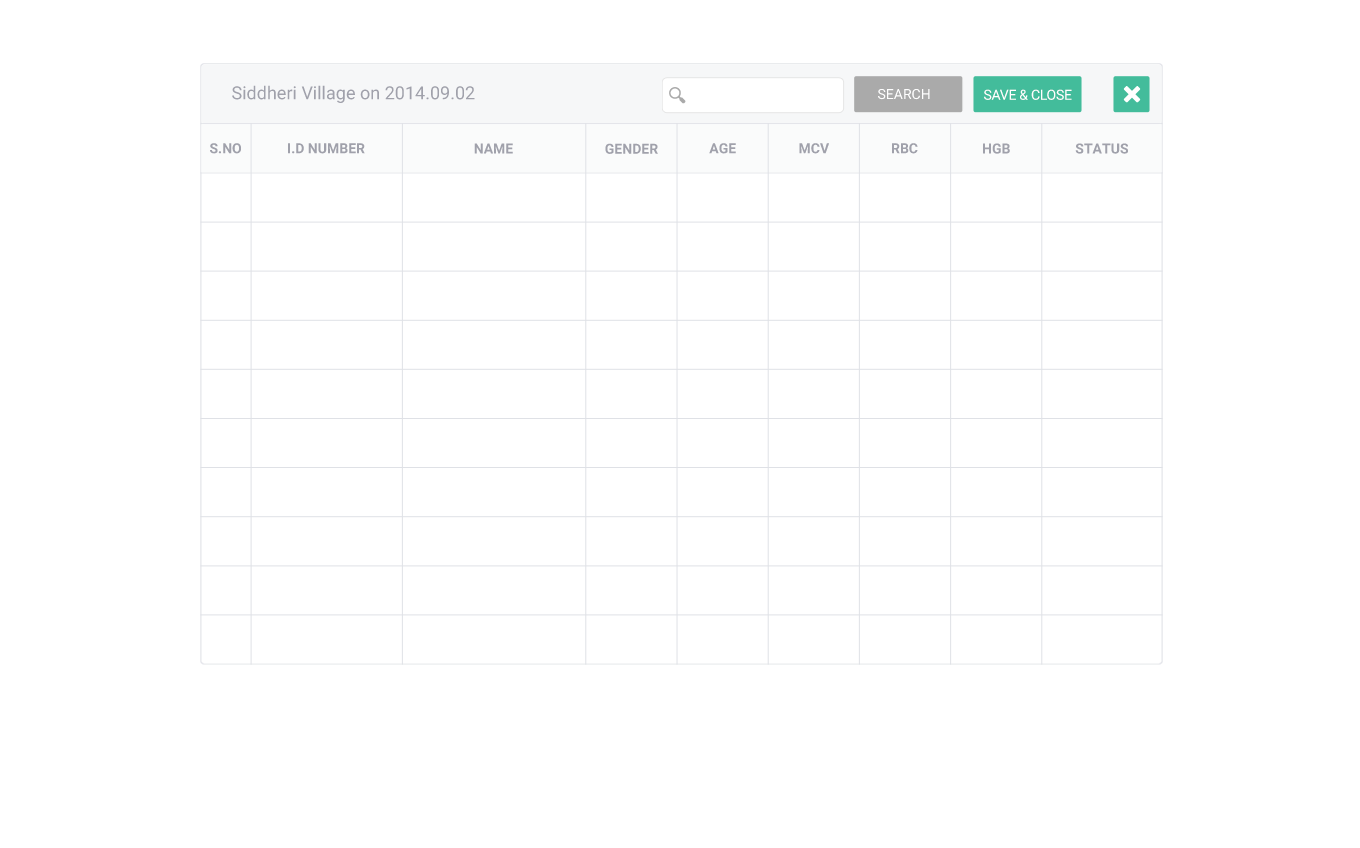 Siddheri Village on 2014.09.02
SEARCH
SAVE & CLOSE
S.NO I.D NUMBER NAME GENDER AGE MCV RBC HGB STATUS